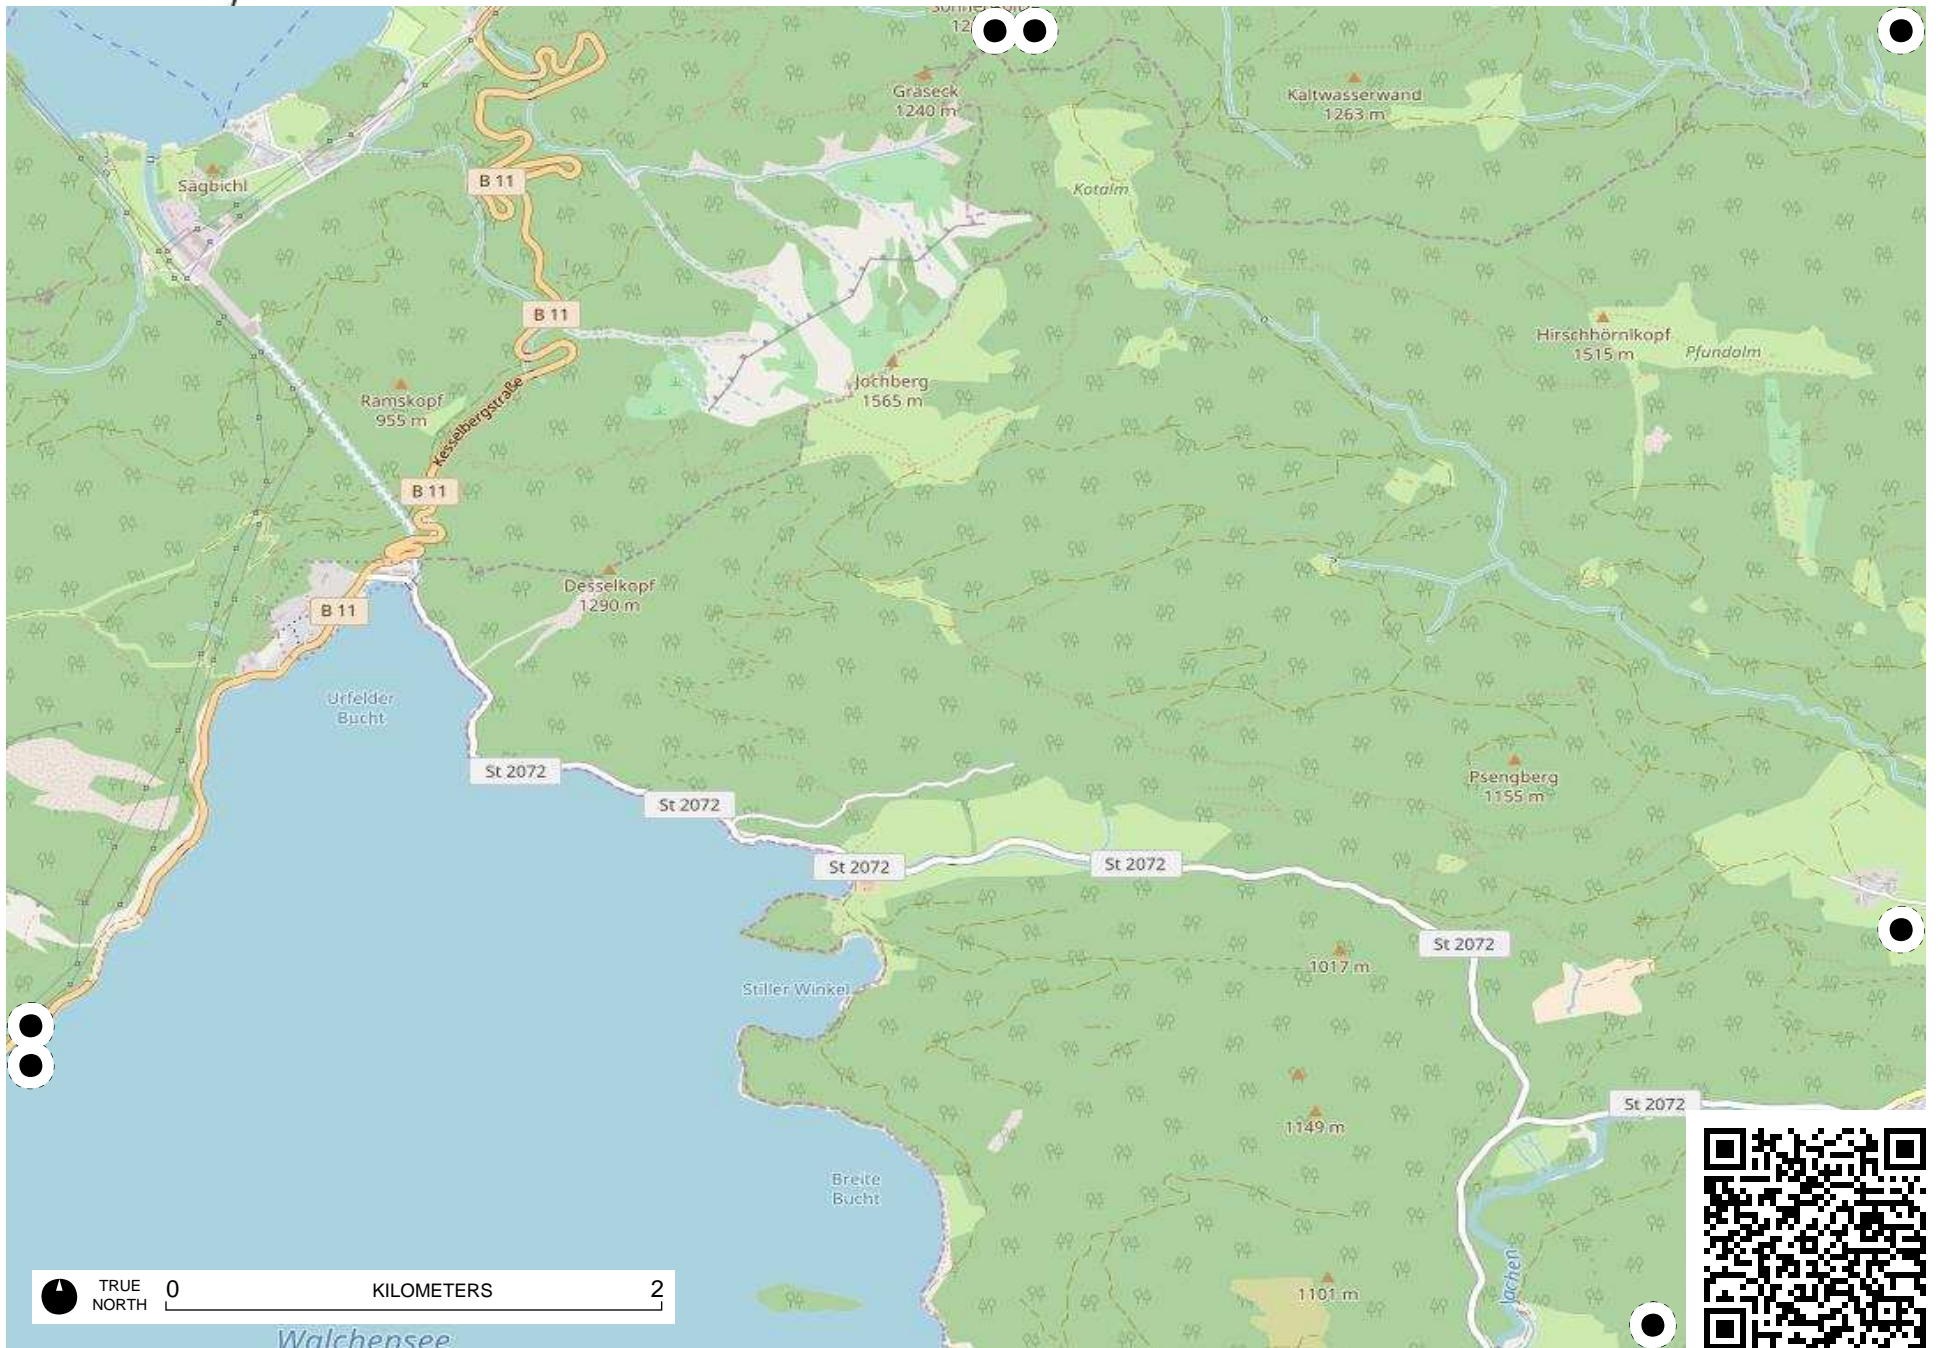 Graseck
1240 m
Kaltwasserwand
1263 m
Sagbichl
B 11
Kotalm
B 11
Hirschhörnlkopf
1515 m
Pfundalm
Jochberg
1565 m
Ramskopf
955 m
Kesselbergstraße
B 11
Desselkopf
1290 m
B 11
Urfelder
Bucht
St 2072
Psengberg
1155 m
St 2072
St 2072
St 2072
St 2072
1017 m
Stiller Winkel
St 2072
1149 m
Breite
Bucht
Jachen
1101 m
TRUE
NORTH
0
KILOMETERS
2
Walchensee